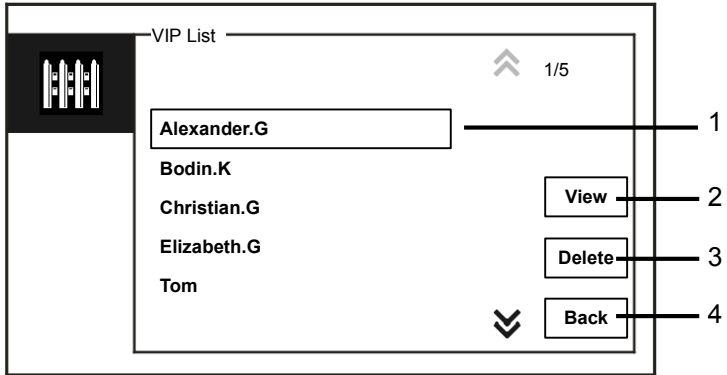 VIP List
1/5
Alexander.G
1
Bodin.K
View
2
Christian.G
Elizabeth.G
Delete
3
Tom
Back
4